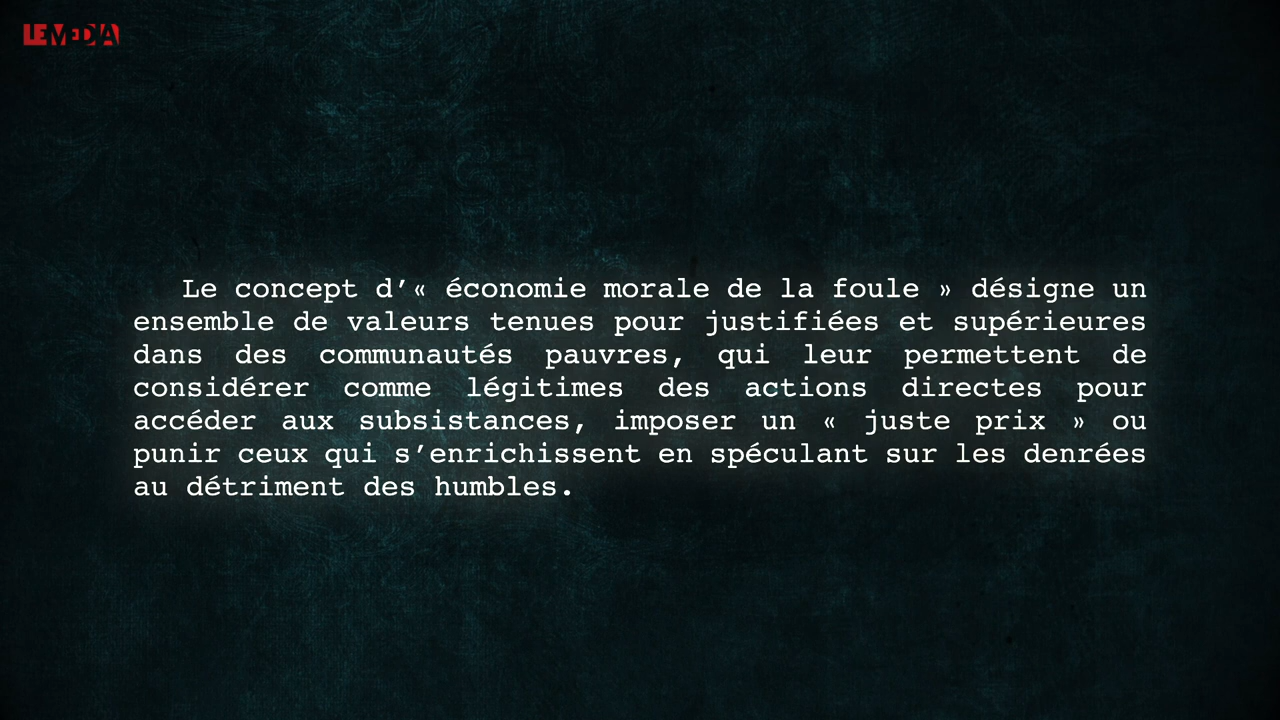 LEMEDIA
Le concept d’« économie morale de la foule » désigne un
ensemble de valeurs tenues pour justifiées et supérieures
dans des communautés pauvres, qui leur permettent de
considérer comme légitimes des actions directes pour
accéder aux subsistances, imposer un « juste prix » ou
punir ceux qui s’enrichissent en spéculant sur les denrées
au détriment des humbles.